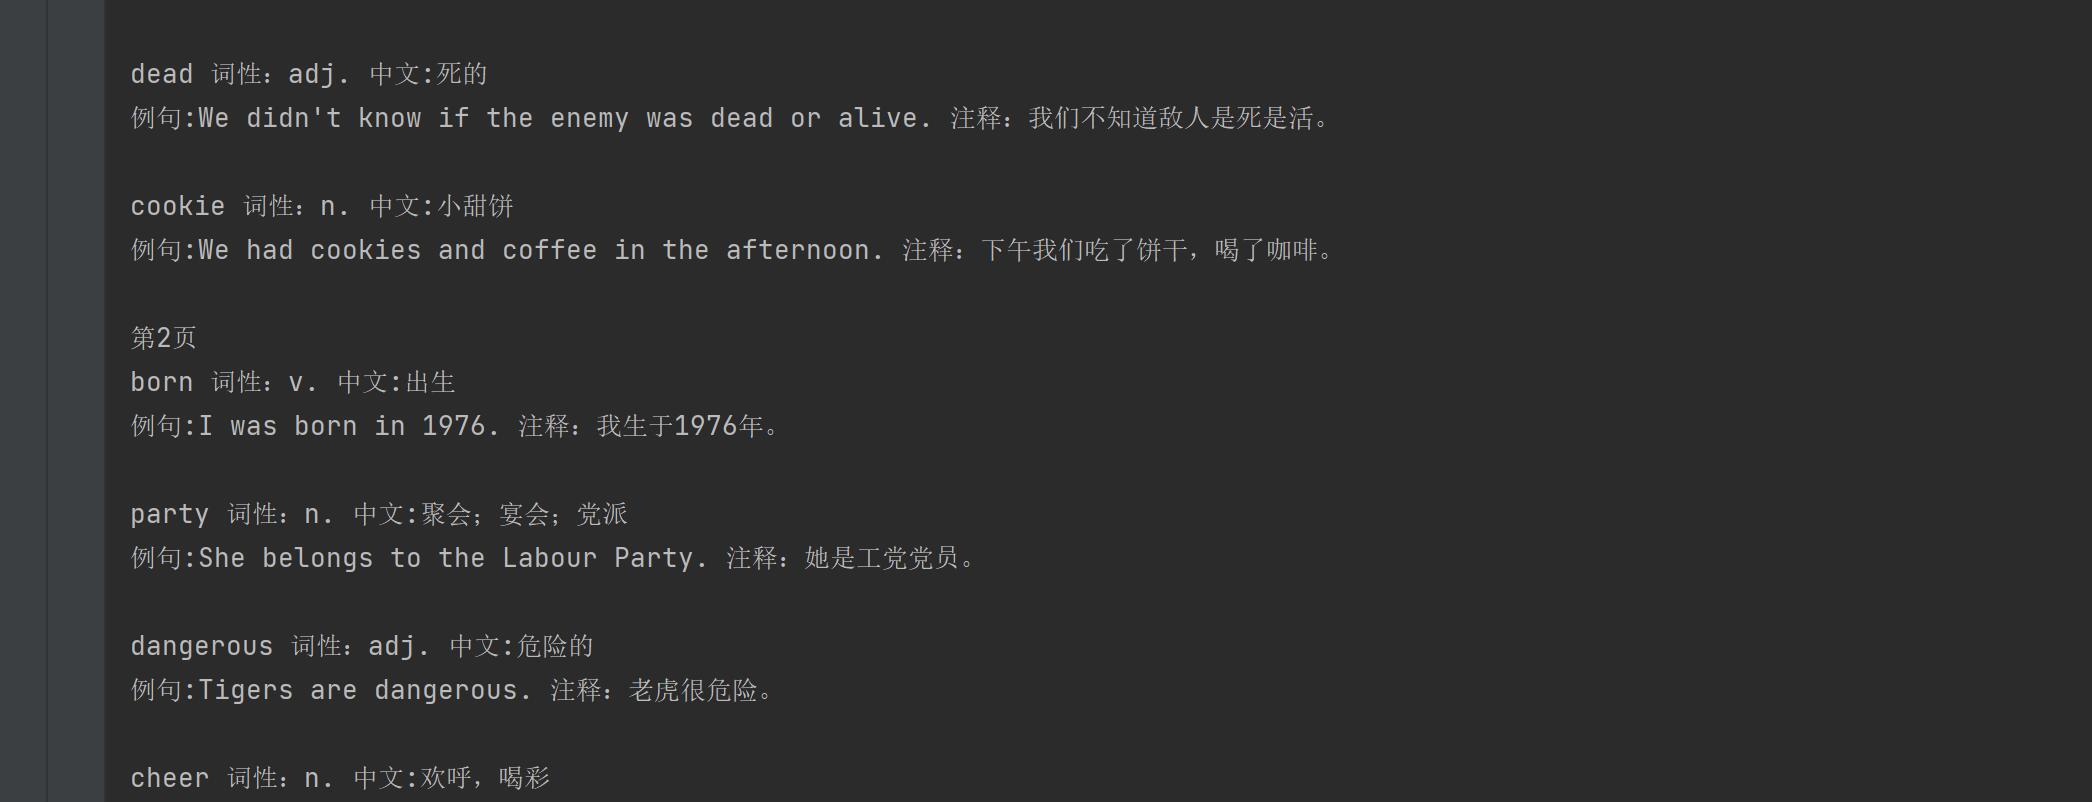 dead 词性：adj. 中文:死的
例句:We didn't know if the enemy was dead or alive. 注释：我们不知道敌人是死是活。
cookie 词性：n. 中文:小甜饼
例句:We had cookies and coffee in the afternoon. 注释：下午我们吃了饼干，喝了咖啡。
第2页
born 词性：v. 中文:出生
例句:I was born in 1976. 注释：我生于1976年。
party 词性：n. 中文:聚会；宴会；党派
例句:She belongs to the Labour Party. 注释：她是工党党员。
dangerous 词性：adj. 中文:危险的
例句:Tigers are dangerous. 注释：老虎很危险。
cheer 词性：n. 中文:欢呼，喝彩